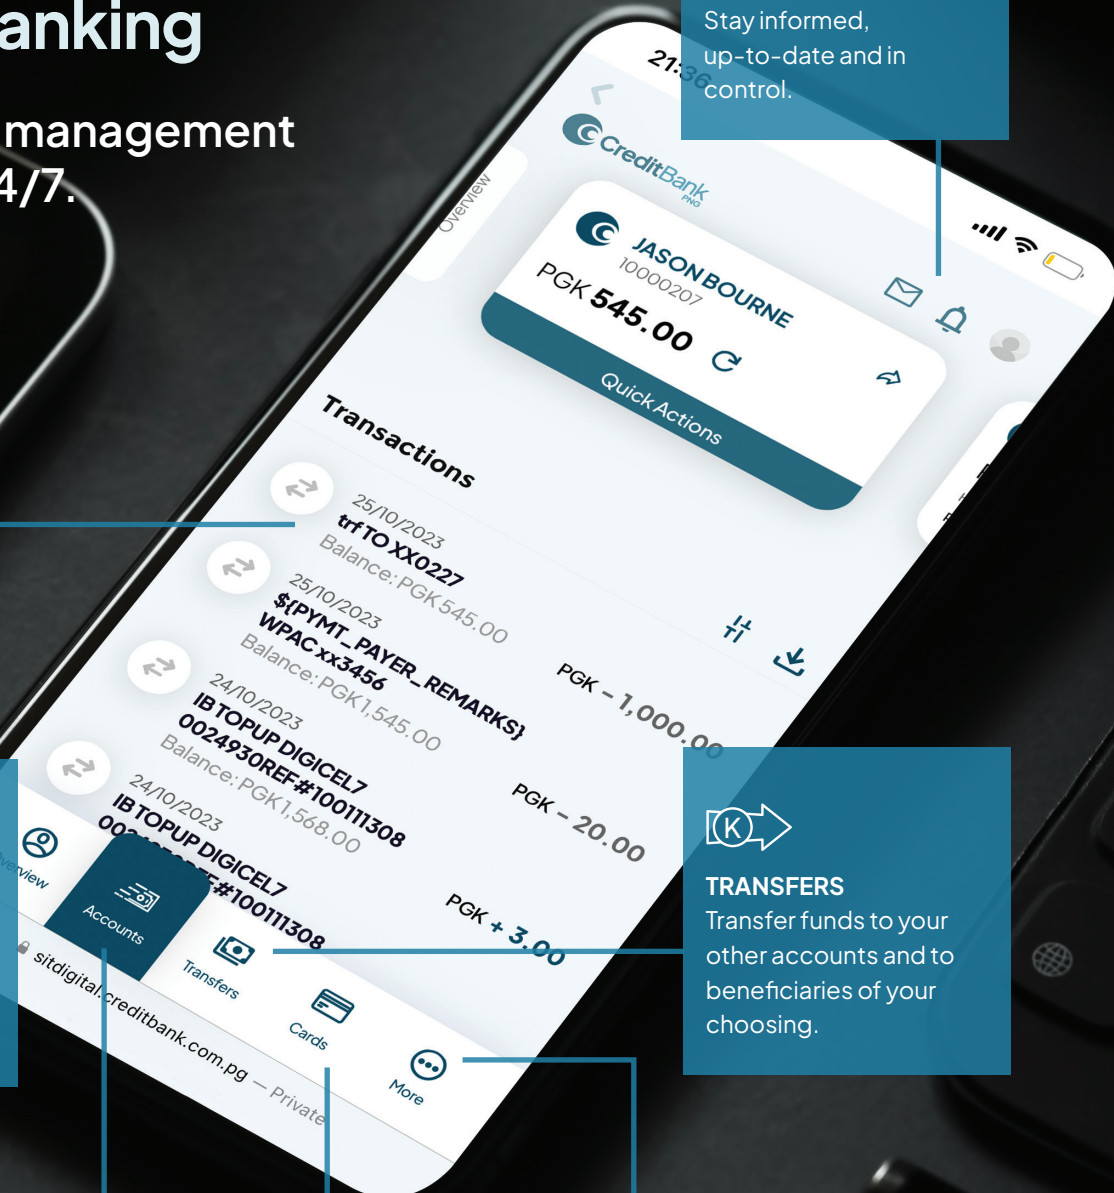 anking
management
4/7.
Stay informed,
up-to-date and in
control.
21:36
CreditBank
PNG
Overview
JASON BOURNE
10000207
PGK 545.00
Quick Actions
Transactions
25/10/2023
trf TO XX0227
Balance: PGK 545.00
PGK - 1,000.00
25/10/2023
${PYMT_PAYER_REMARKS}
WPAC xx3456
Balance: PGK 1,545.00
PGK - 20.00
24/10/2023
IB TOPUP DIGICEL7
0024930REF#100111308
Balance: PGK 1,568.00
PGK + 3.00
24/10/2023
IB TOPUP DIGICEL7
#100111308
K
TRANSFERS
Transfer funds to your
other accounts and to
beneficiaries of your
choosing.
erview
Accounts
Transfers
Cards
More
sitdigital.creditbank.com.pg — Private